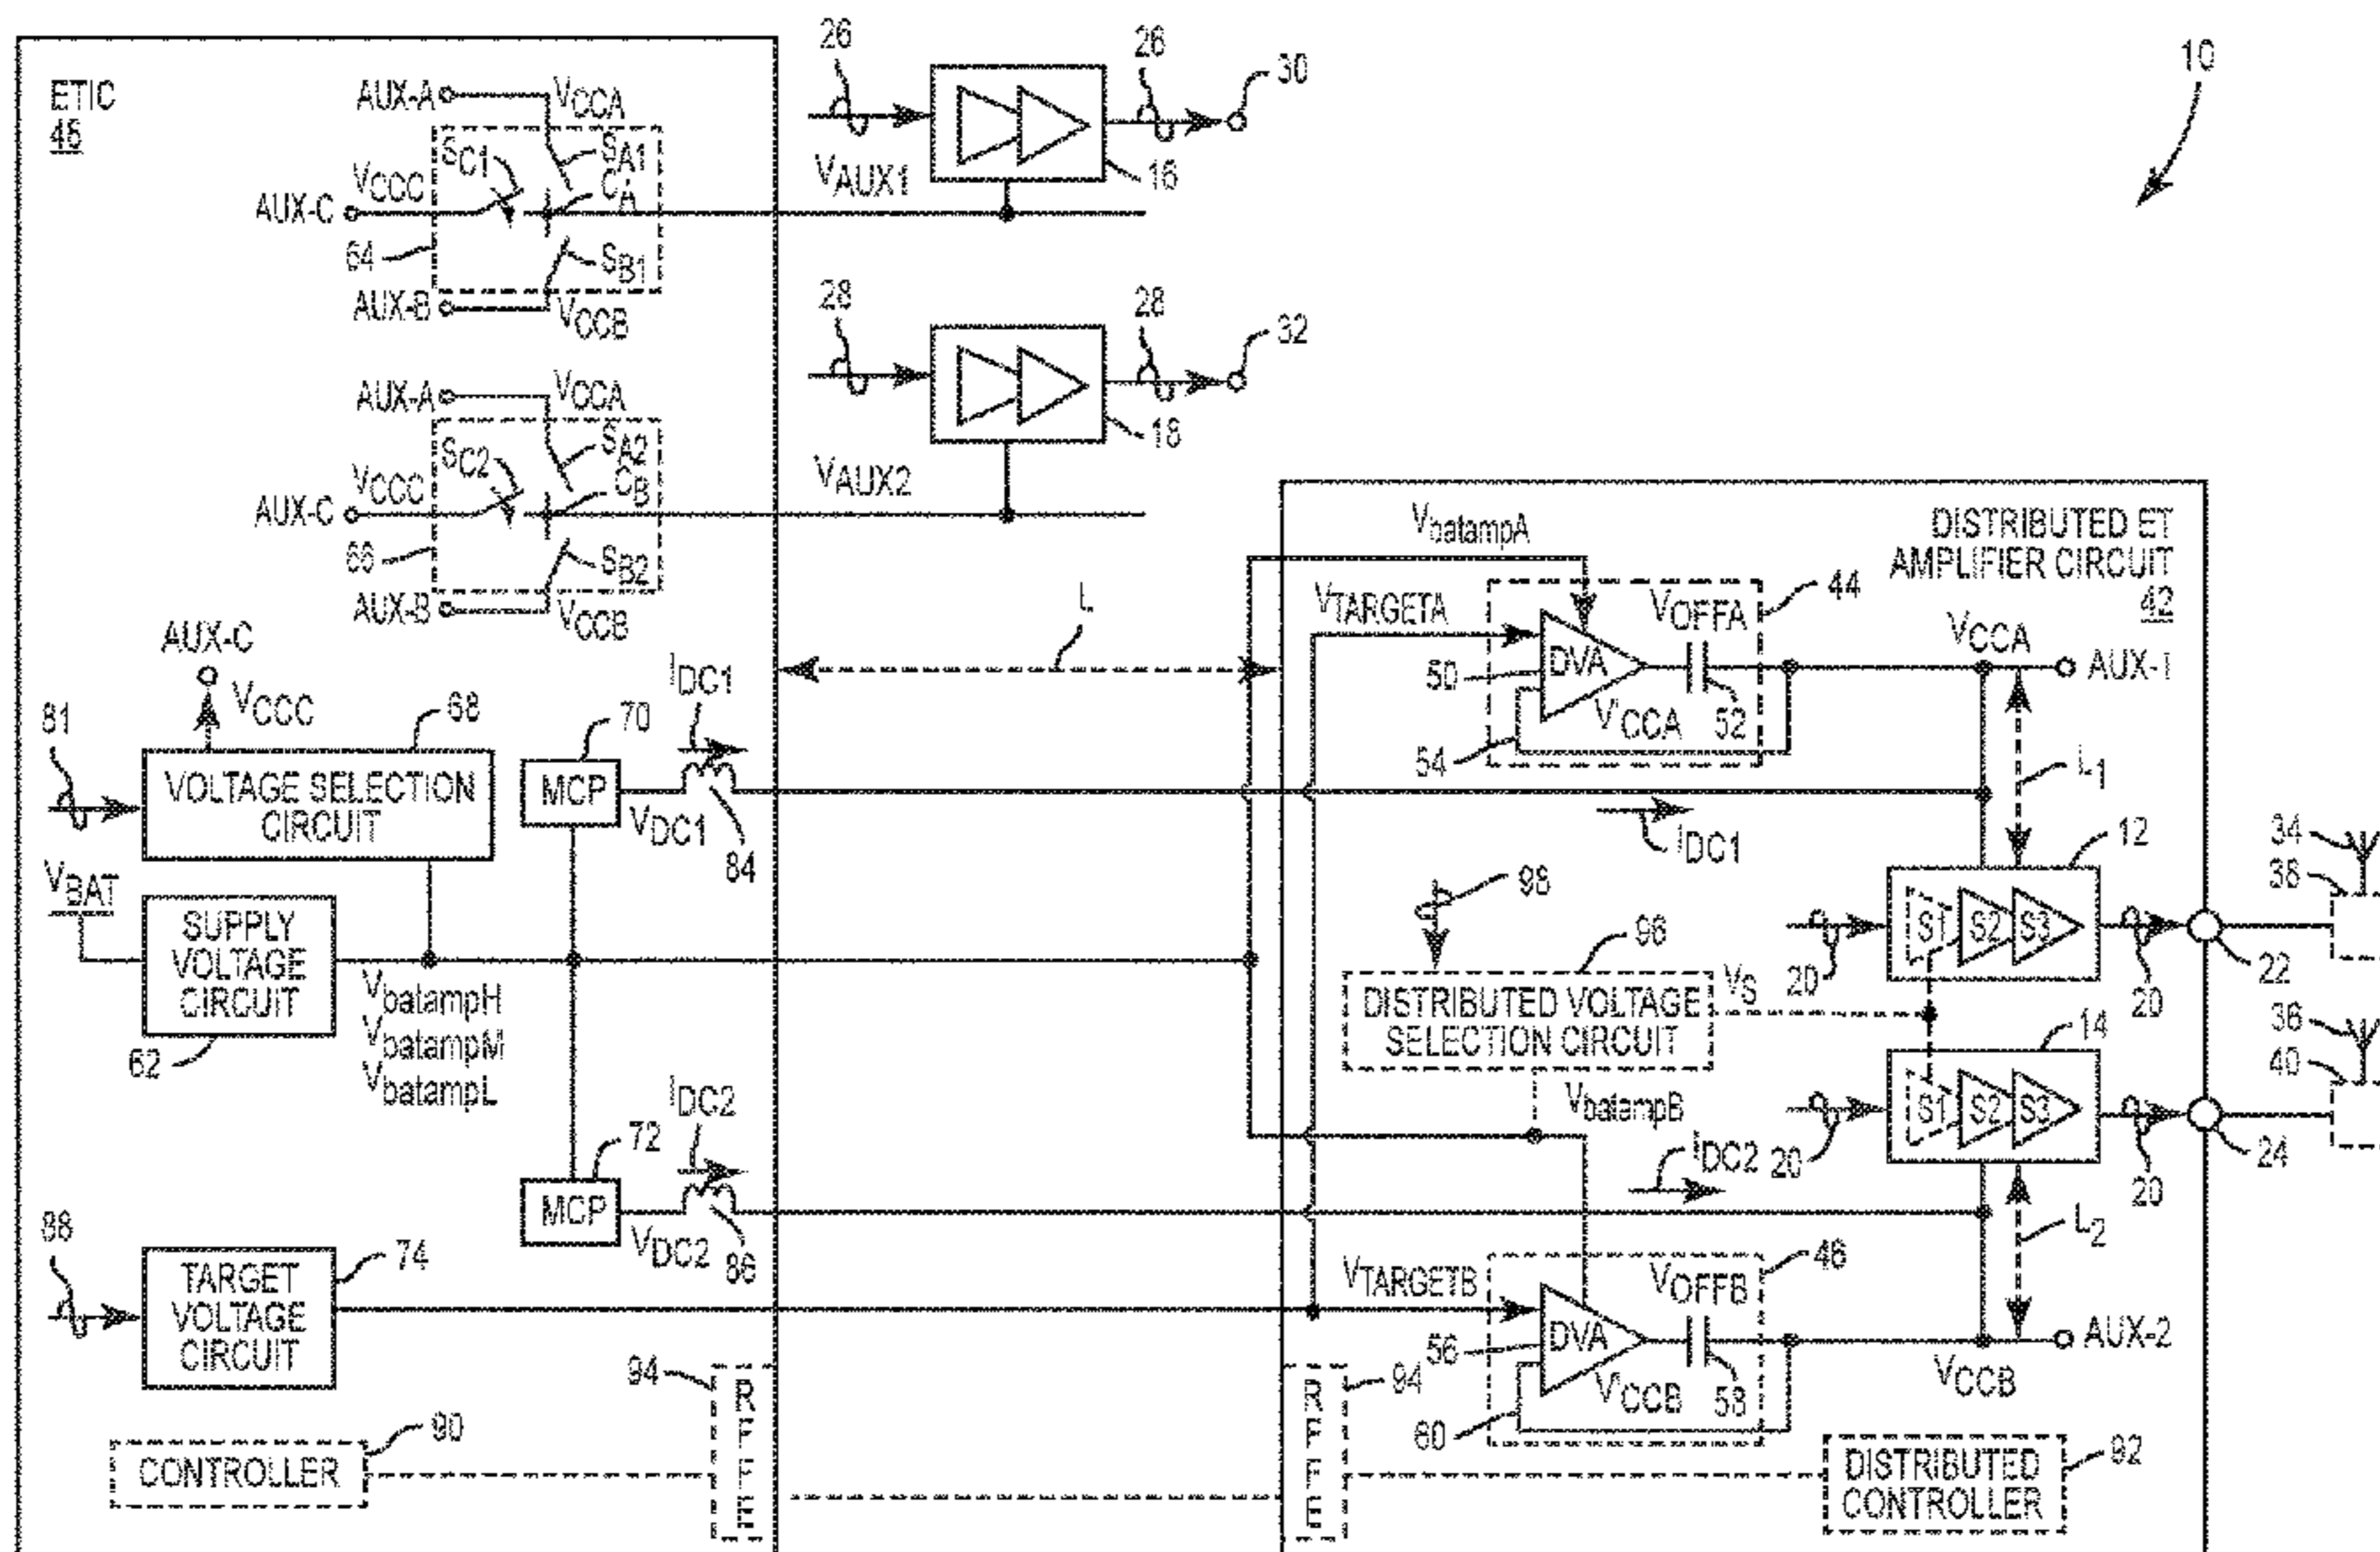 10
ETIC
48
AUX-A
VCCA
SC1
SA1
CA
VCCC
AUX-C
64
SB1
AUX-B
VCCB
26
26
30
VAUX1
16
AUX-A
VCCA
SC2
SA2
CB
VCCC
AUX-C
66
SB2
AUX-B
VCCB
28
28
32
VAUX2
18
L
AUX-C
VCCC
81
68
VOLTAGE SELECTION
CIRCUIT
VBAT
SUPPLY
VOLTAGE
CIRCUIT
62
VbatampH
VbatampM
VbatampL
70
MCP
VDC1
IDC1
84
72
MCP
VDC2
IDC2
86
88
74
TARGET
VOLTAGE
CIRCUIT
90
CONTROLLER
94
RFFE
DISTRIBUTED ET
AMPLIFIER CIRCUIT
42
VbatampA
VTARGETA
44
VOFFA
DVA
50
V'CCA
52
54
VCCA
AUX-1
L1
IDC1
12
S1
S2
S3
20
20
22
34
38
98
96
DISTRIBUTED VOLTAGE
SELECTION CIRCUIT
VS
VbatampB
IDC2
14
S1
S2
S3
20
20
24
36
40
L2
VTARGETB
46
VOFFB
DVA
56
V'CCB
58
60
AUX-2
VCCB
94
RFFE
92
DISTRIBUTED
CONTROLLER